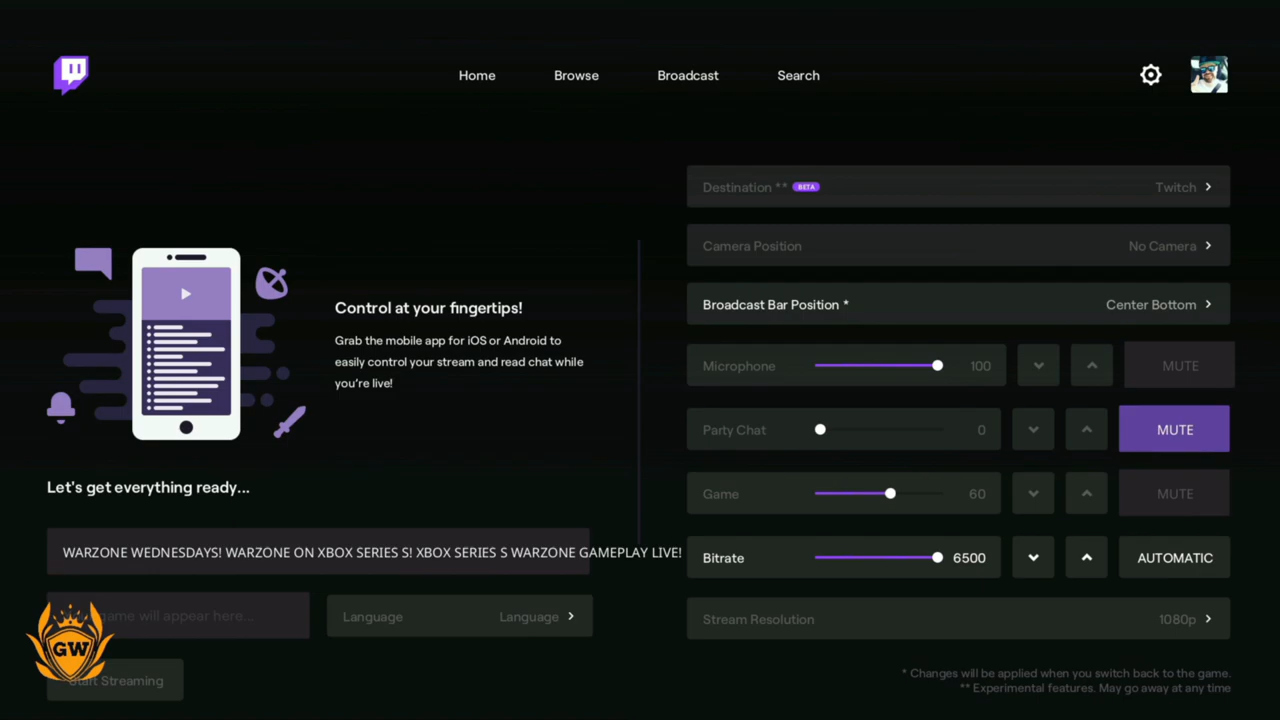 Home Browse Broadcast Search
Destination ** BETA Twitch
Camera Position No Camera
Broadcast Bar Position * Center Bottom
Microphone 100 MUTE
Party Chat 0 MUTE
Game 60 MUTE
Bitrate 6500 AUTOMATIC
Stream Resolution 1080p
* Changes will be applied when you switch back to the game.
** Experimental features. May go away at any time
Control at your fingertips!
Grab the mobile app for iOS or Android to
easily control your stream and read chat while
you're live!
Let's get everything ready...
WARZONE WEDNESDAYS! WARZONE ON XBOX SERIES S! XBOX SERIES S WARZONE GAMEPLAY LIVE!
game will appear here...
Language Language
Start Streaming
GW